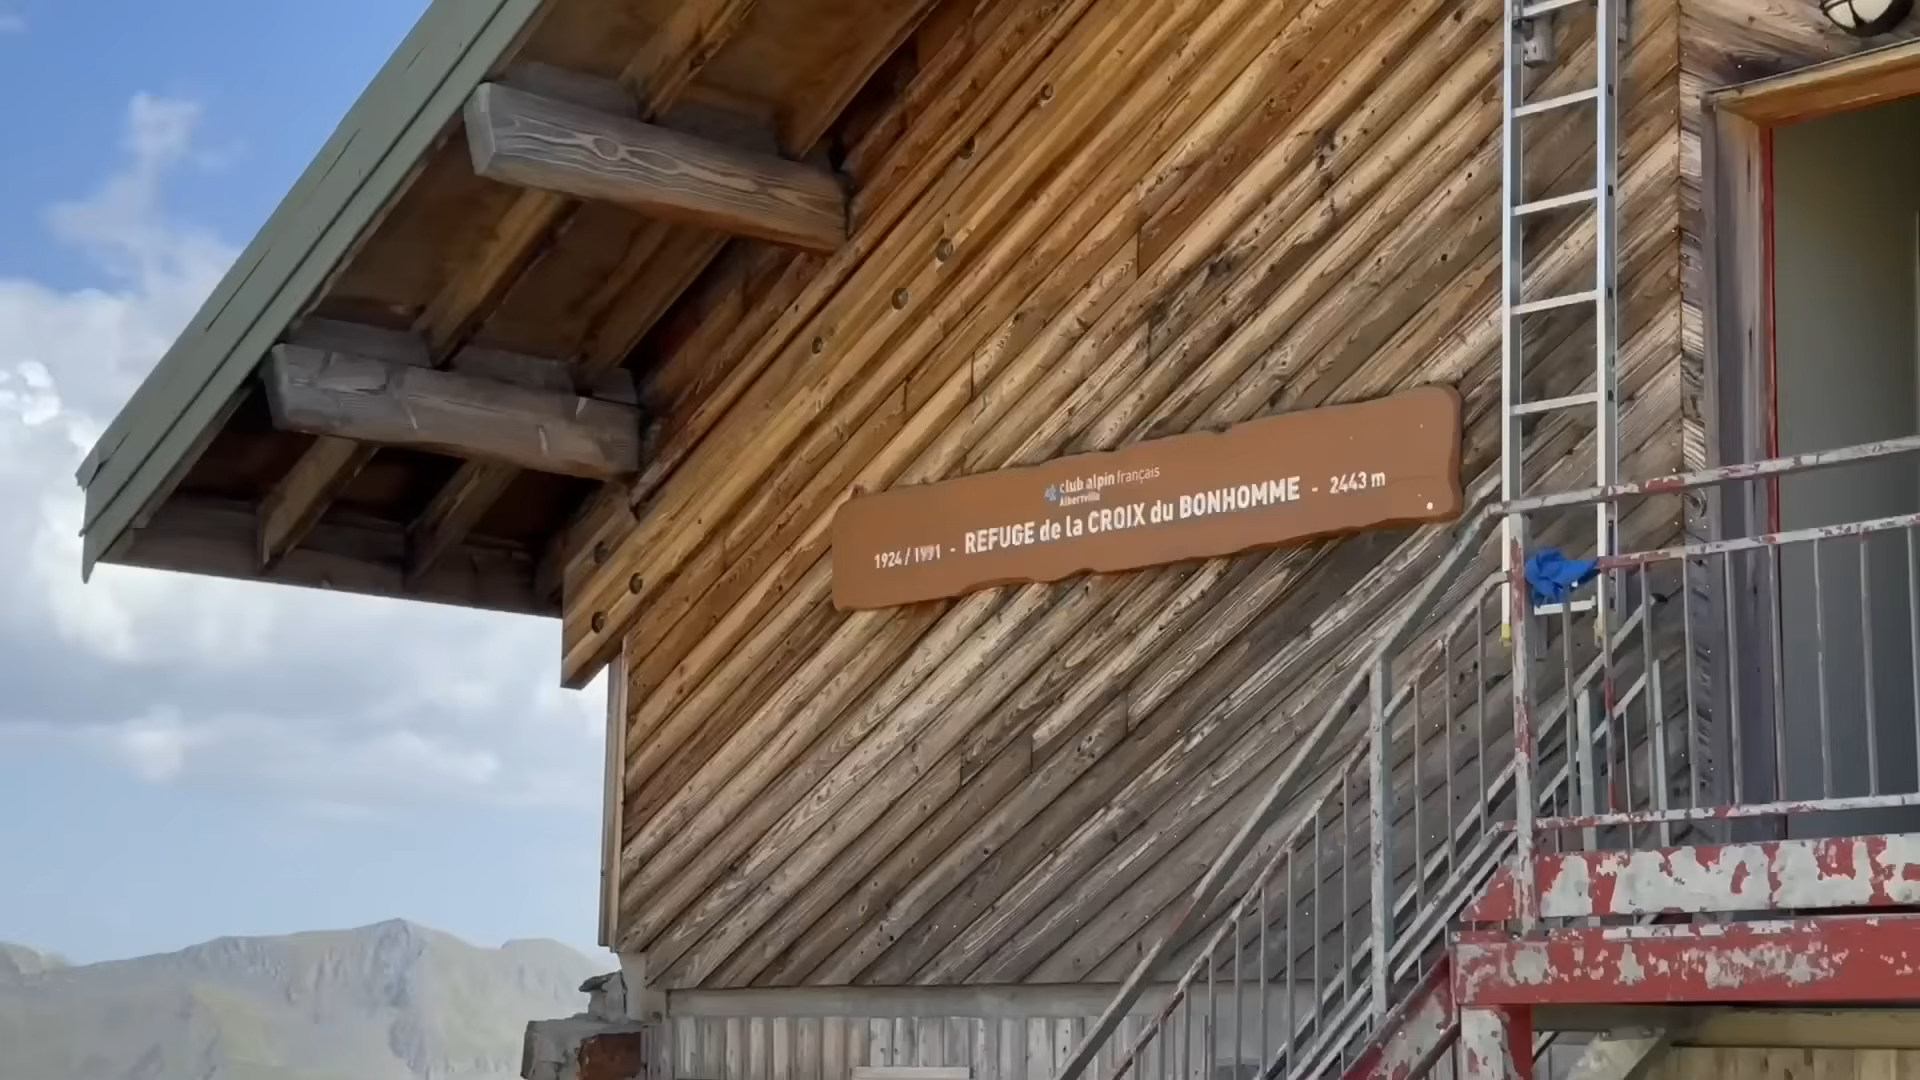 club alpin français
Albertville
1924 / 1991 - REFUGE de la CROIX du BONHOMME - 2443 m